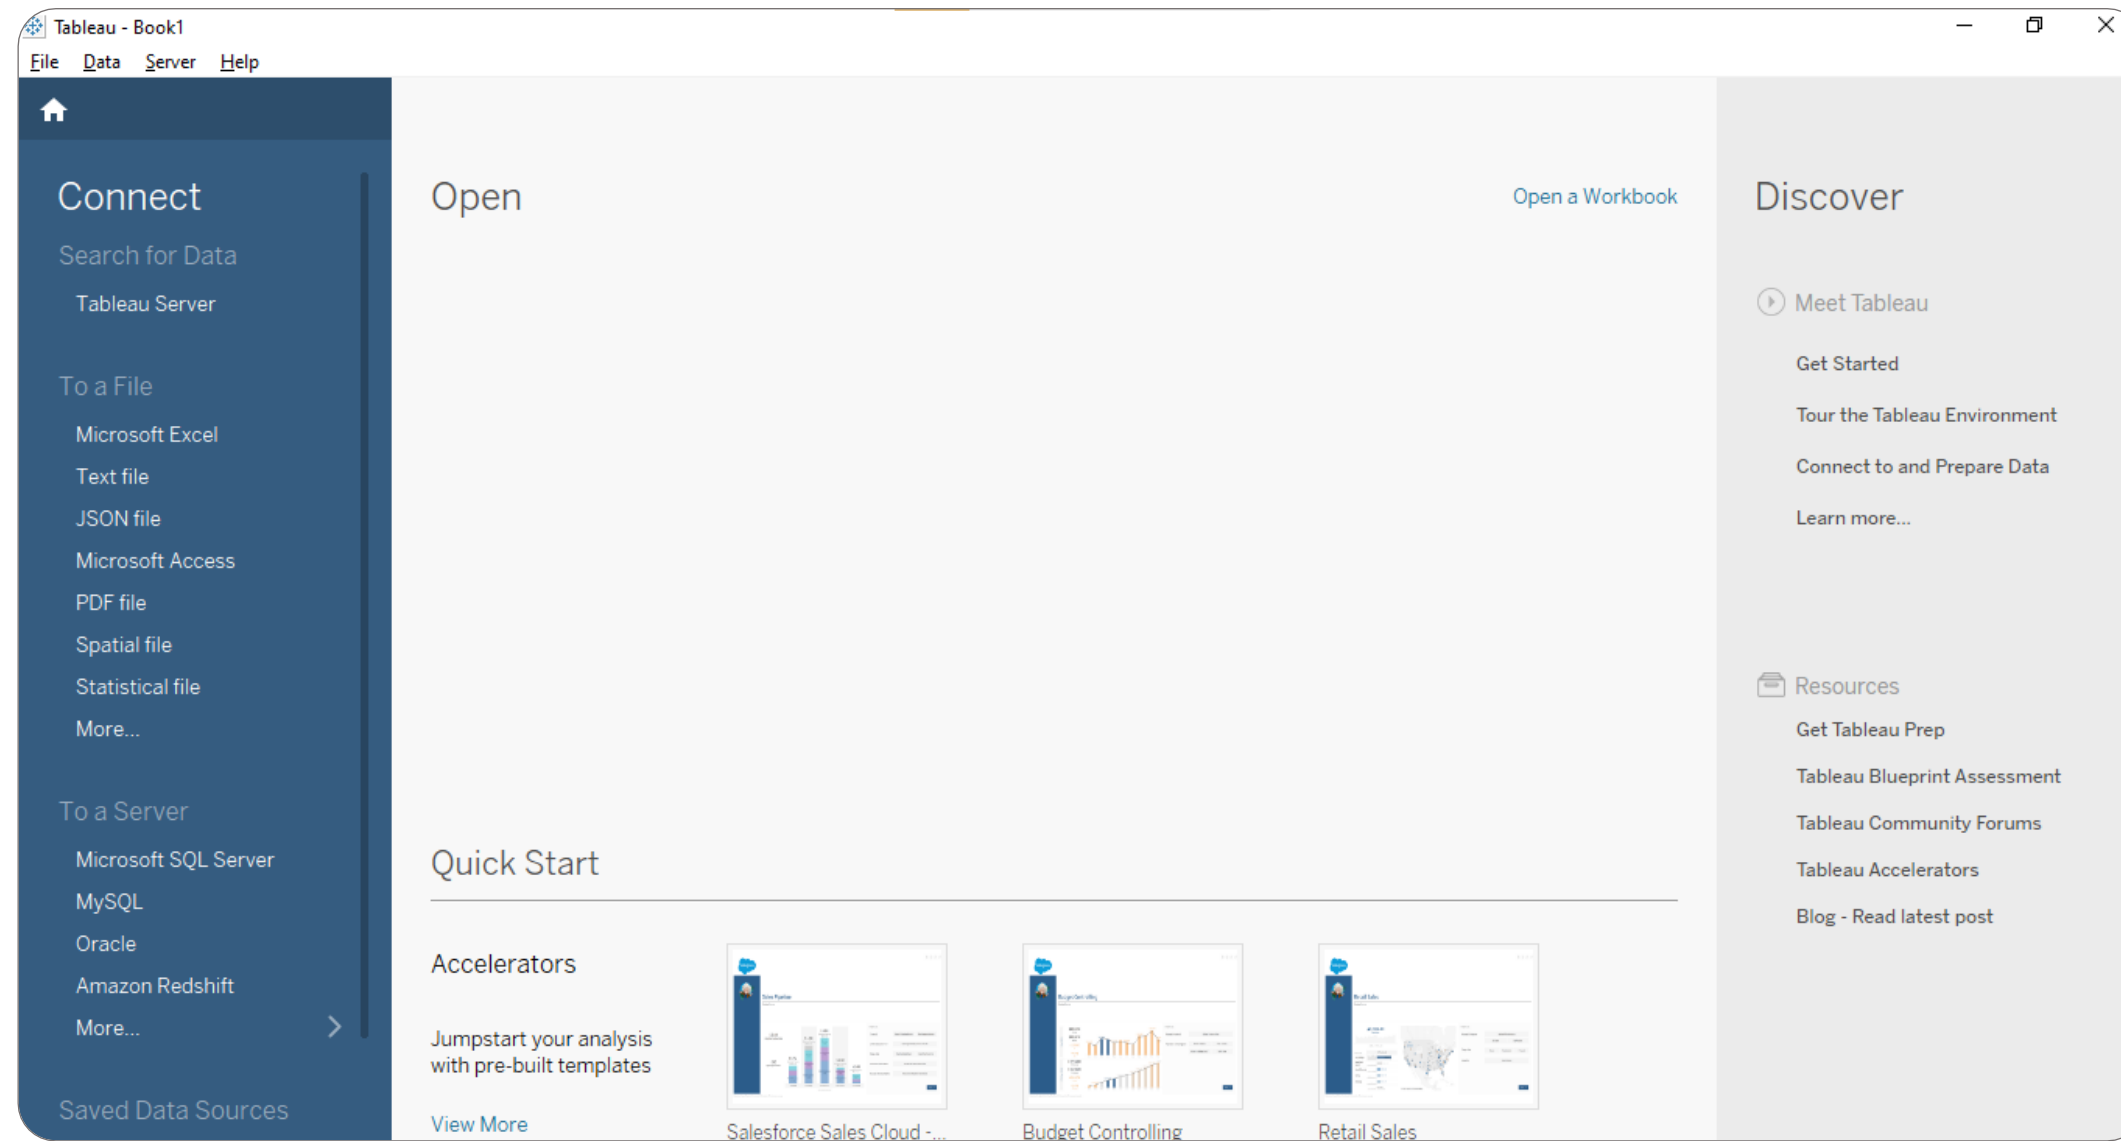 Tableau - Book1
File Data Server Help
Connect
Search for Data
Tableau Server
To a File
Microsoft Excel
Text file
JSON file
Microsoft Access
PDF file
Spatial file
Statistical file
More...
To a Server
Microsoft SQL Server
MySQL
Oracle
Amazon Redshift
More...
Saved Data Sources
Open
Open a Workbook
Quick Start
Accelerators
Jumpstart your analysis
with pre-built templates
View More
Salesforce Sales Cloud -...
Budget Controlling
Retail Sales
Discover
Meet Tableau
Get Started
Tour the Tableau Environment
Connect to and Prepare Data
Learn more...
Resources
Get Tableau Prep
Tableau Blueprint Assessment
Tableau Community Forums
Tableau Accelerators
Blog - Read latest post